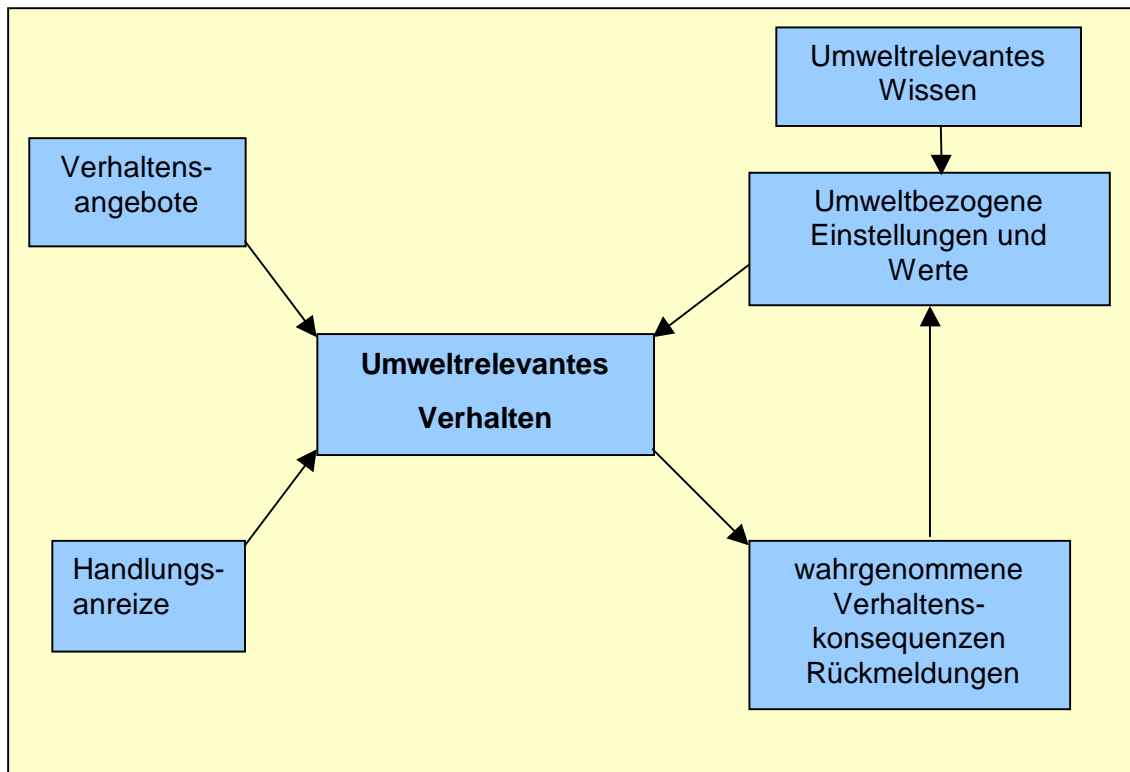 Umweltrelevantes
Wissen
Verhaltens-
angebote
Umweltbezogene
Einstellungen und
Werte
Umweltrelevantes
Verhalten
Handlungs-
anreize
wahrgenommene
Verhaltens-
konsequenzen
Rückmeldungen